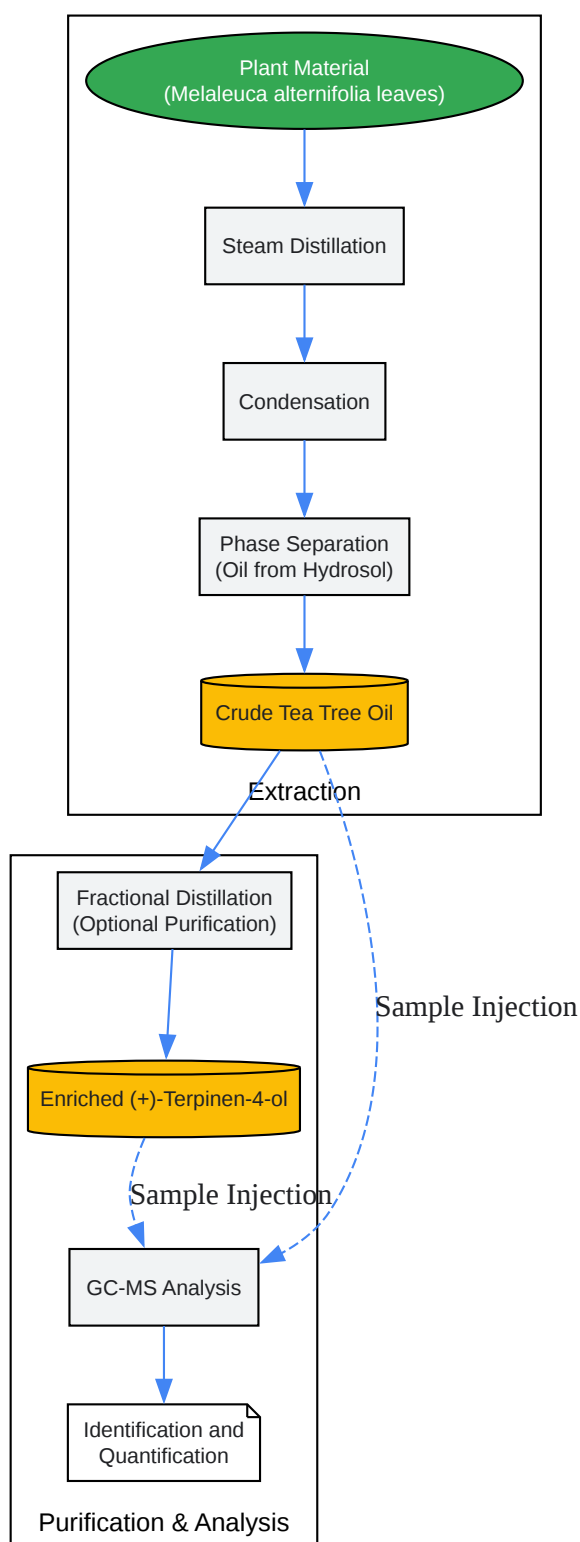 Plant Material
(Melaleuca alternifolia leaves)
Steam Distillation
Condensation
Phase Separation
(Oil from Hydrosol)
Crude Tea Tree Oil
Extraction
Fractional Distillation
(Optional Purification)
Sample Injection
Enriched (+)-Terpinen-4-ol
Sample Injection
GC-MS Analysis
Identification and
Quantification
Purification & Analysis